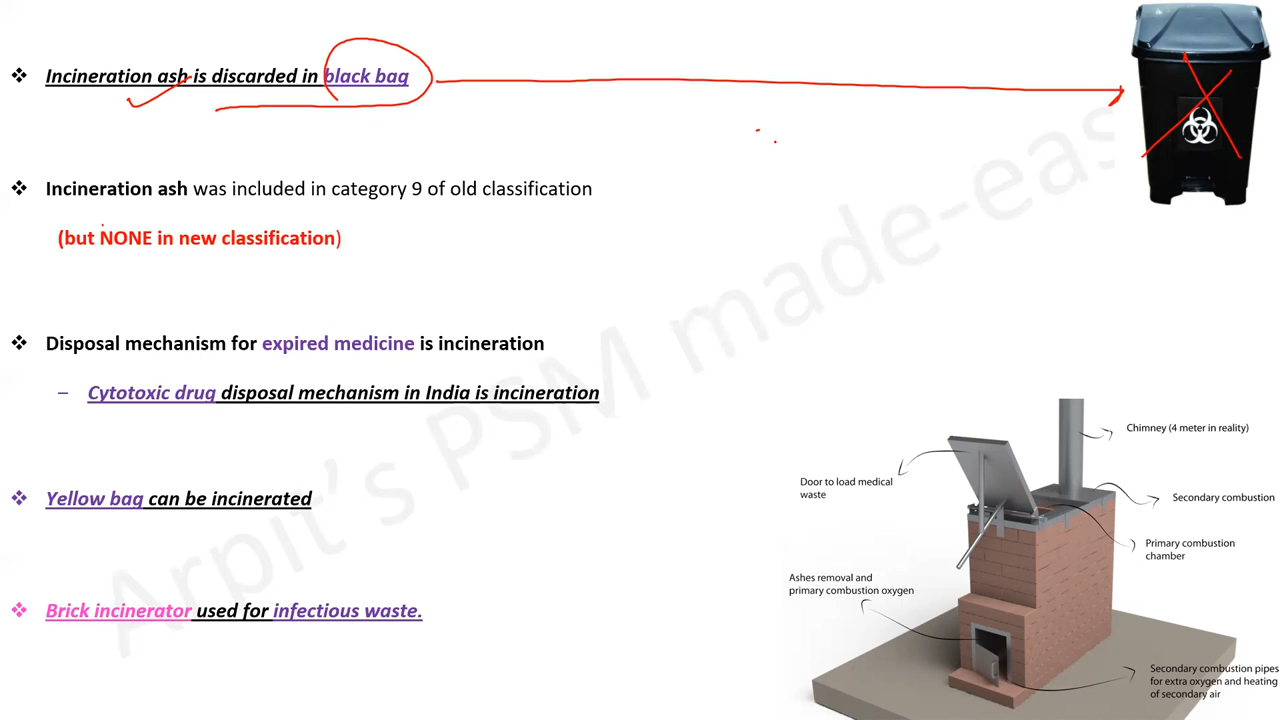 ❖ Incineration ash is discarded in black bag
❖ Incineration ash was included in category 9 of old classification
(but NONE in new classification)
❖ Disposal mechanism for expired medicine is incineration
– Cytotoxic drug disposal mechanism in India is incineration
❖ Yellow bag can be incinerated
❖ Brick incinerator used for infectious waste.
Chimney (4 meter in reality)
Door to load medical
waste
Secondary combustion
Primary combustion
chamber
Ashes removal and
primary combustion oxygen
Secondary combustion pipes
for extra oxygen and heating
of secondary air
Arpit's PSM made-eas